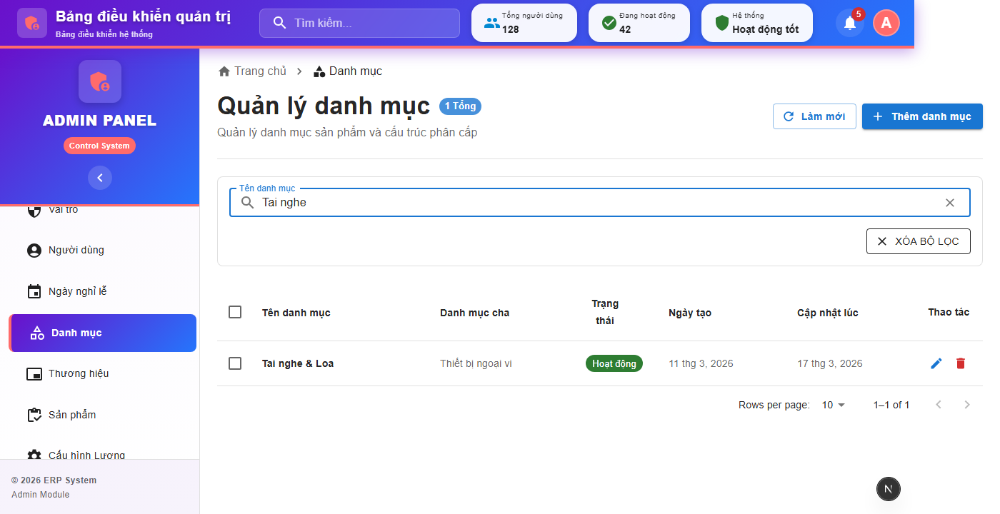 Bảng điều khiển quản trị
Bảng điều khiển hệ thống
Tìm kiếm...
Tổng người dùng
128
Đang hoạt động
42
Hệ thống
Hoạt động tốt
5
A
ADMIN PANEL
Control System
Vai trò
Người dùng
Ngày nghỉ lễ
Danh mục
Thương hiệu
Sản phẩm
Cấu hình Lương
© 2026 ERP System
Admin Module
Trang chủ
Danh mục
Quản lý danh mục
1 Tổng
Quản lý danh mục sản phẩm và cấu trúc phân cấp
Làm mới
Thêm danh mục
Tên danh mục
Tai nghe
XÓA BỘ LỌC
Tên danh mục
Danh mục cha
Trạng
thái
Ngày tạo
Cập nhật lúc
Thao tác
Tai nghe & Loa
Thiết bị ngoại vi
Hoạt động
11 thg 3, 2026
17 thg 3, 2026
Rows per page:
10
1–1 of 1
N